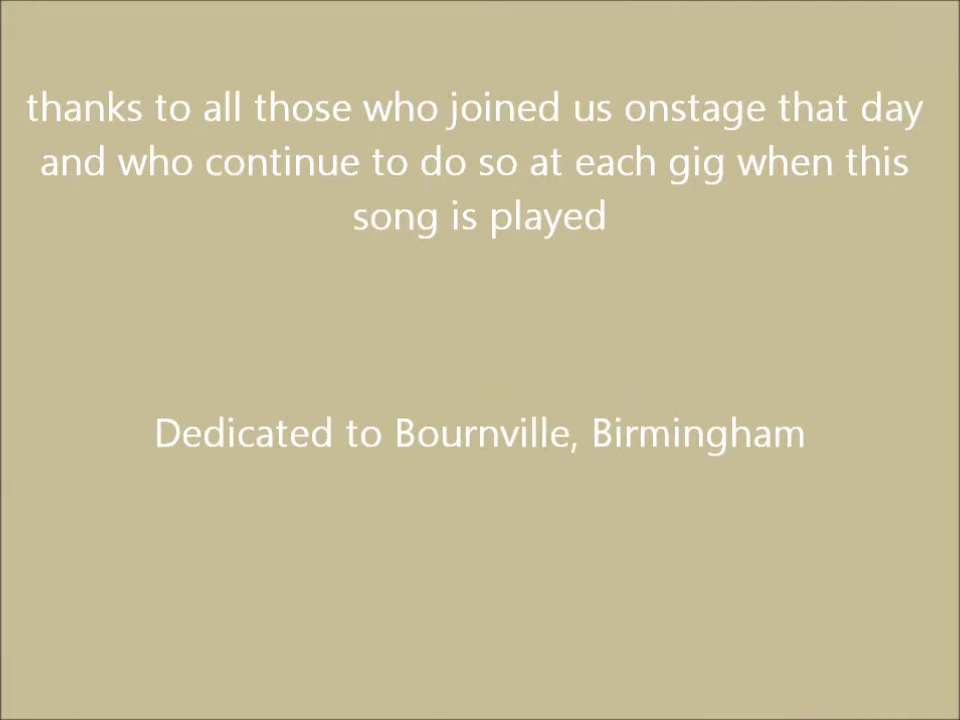 thanks to all those who joined us onstage that day
and who continue to do so at each gig when this
song is played
Dedicated to Bournville, Birmingham